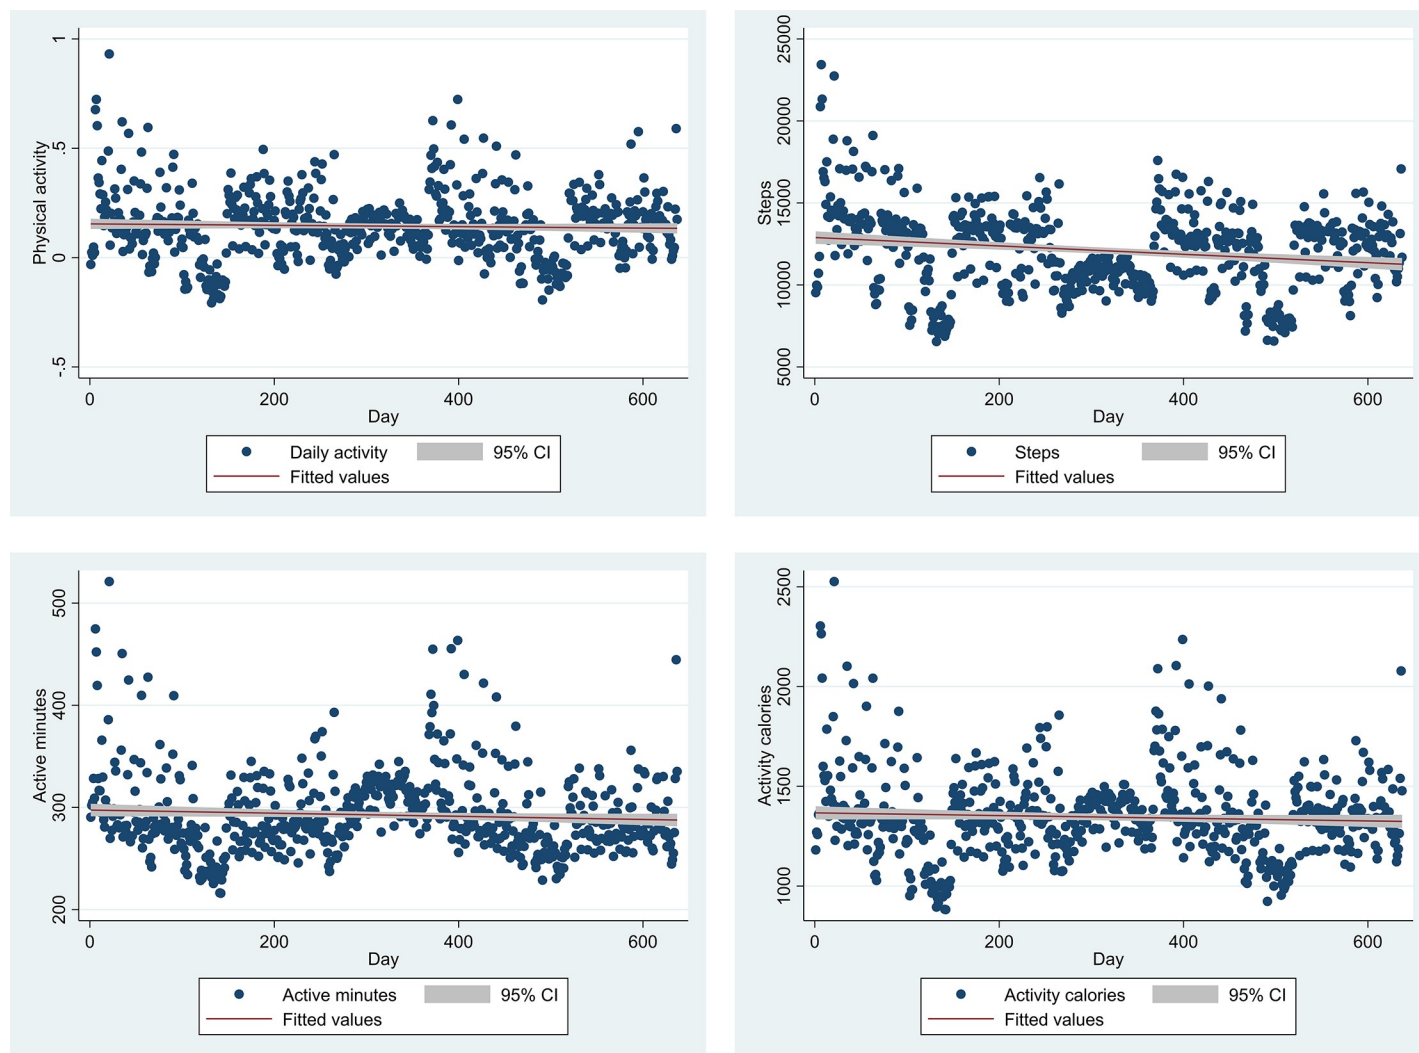 Physical activity
1
.5
0
-.5
0 200 400 600
Day
Daily activity 95% CI
Fitted values
Steps
25000
20000
15000
10000
5000
0 200 400 600
Day
Steps 95% CI
Fitted values
Active minutes
500
400
300
200
0 200 400 600
Day
Active minutes 95% CI
Fitted values
Activity calories
2500
2000
1500
1000
0 200 400 600
Day
Activity calories 95% CI
Fitted values